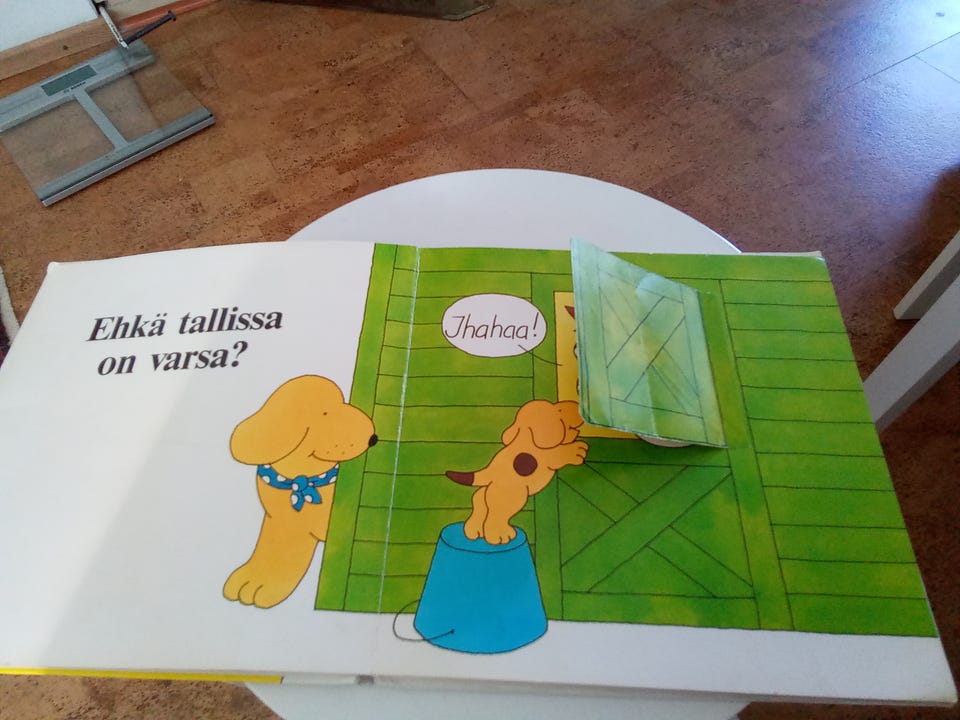 Ehkä tallissa
on varsa?
Jhahaa!